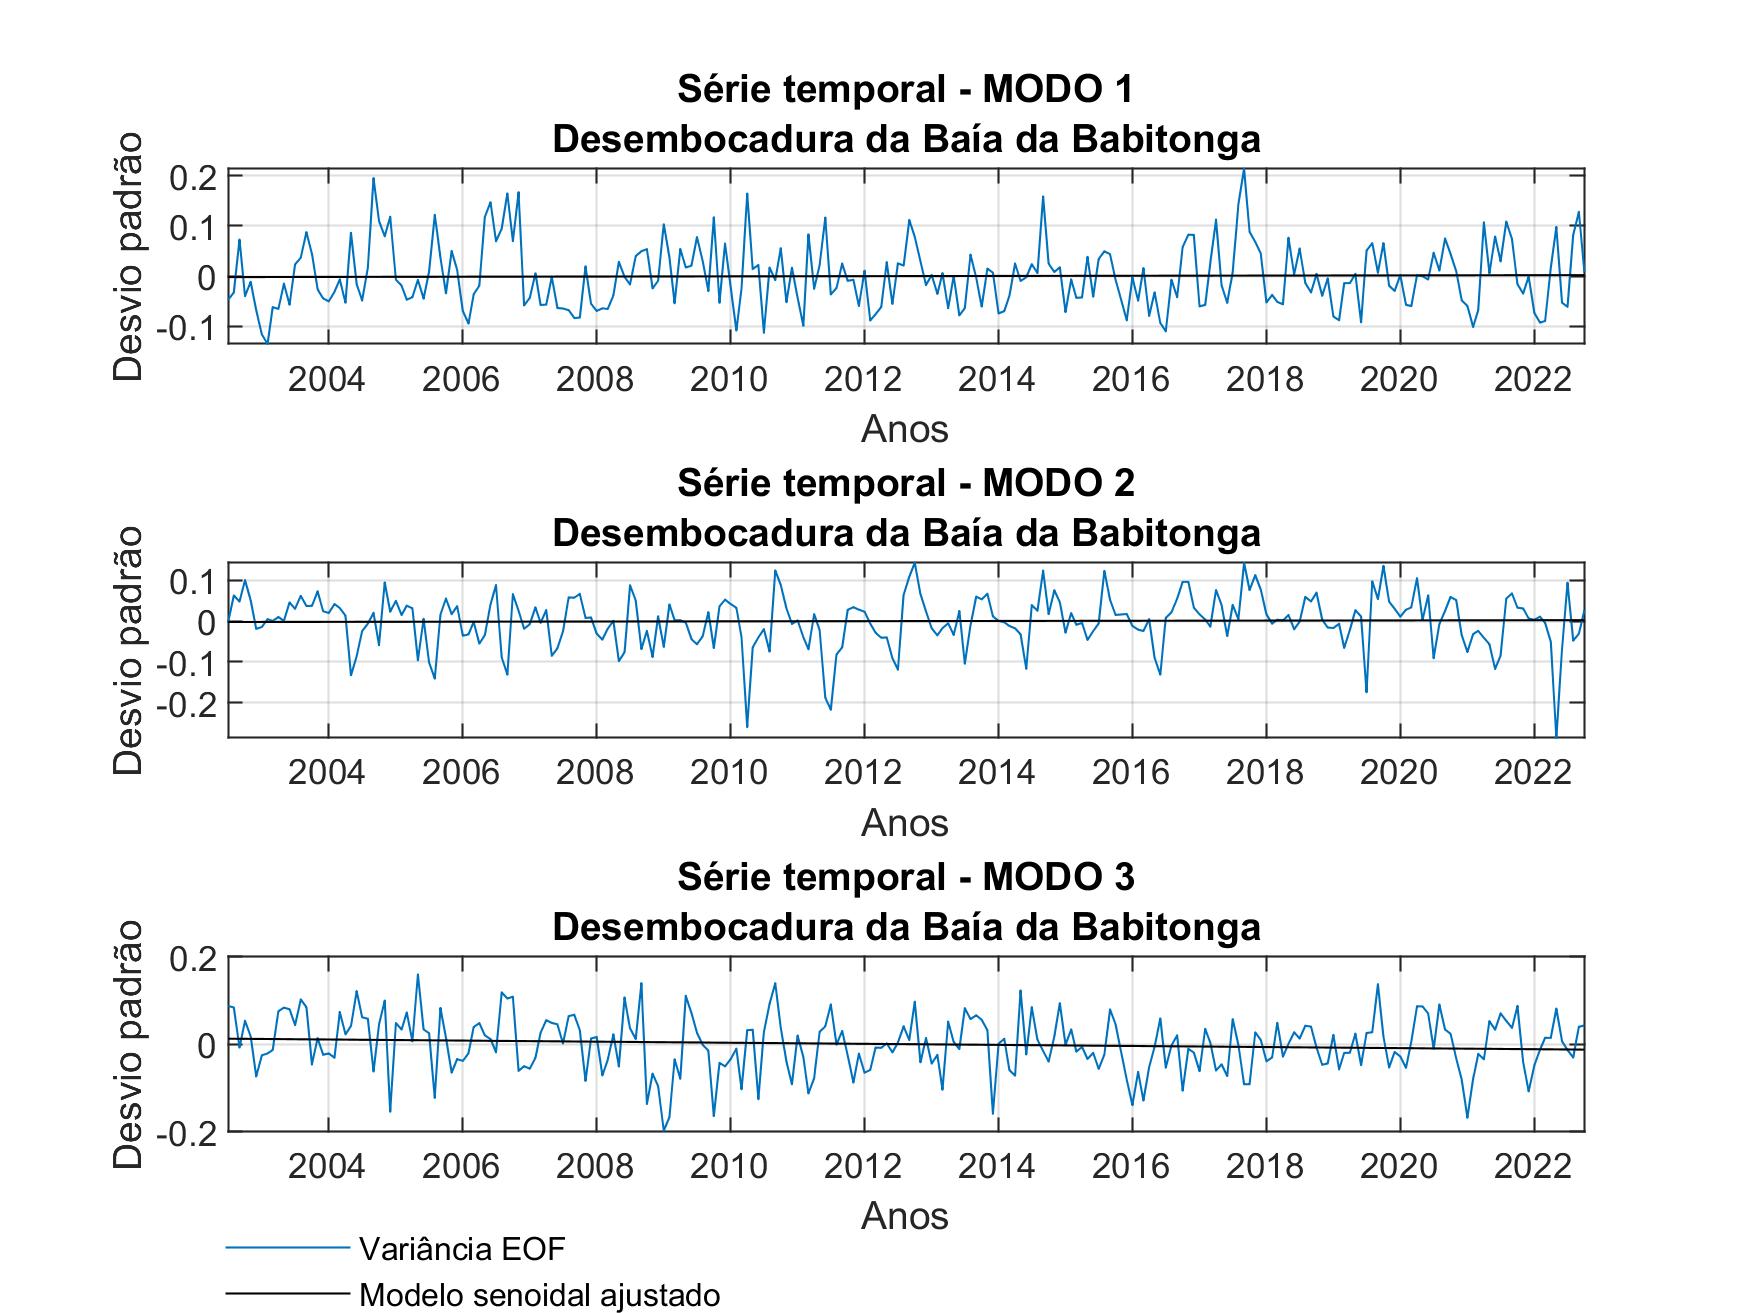 Série temporal - MODO 1
Desembocadura da Baía da Babitonga
Desvio padrão
0.2
0.1
0
-0.1
2004 2006 2008 2010 2012 2014 2016 2018 2020 2022
Anos
Série temporal - MODO 2
Desembocadura da Baía da Babitonga
Desvio padrão
0.1
0
-0.1
-0.2
2004 2006 2008 2010 2012 2014 2016 2018 2020 2022
Anos
Série temporal - MODO 3
Desembocadura da Baía da Babitonga
Desvio padrão
0.2
0
-0.2
2004 2006 2008 2010 2012 2014 2016 2018 2020 2022
Anos
Variância EOF
Modelo senoidal ajustado